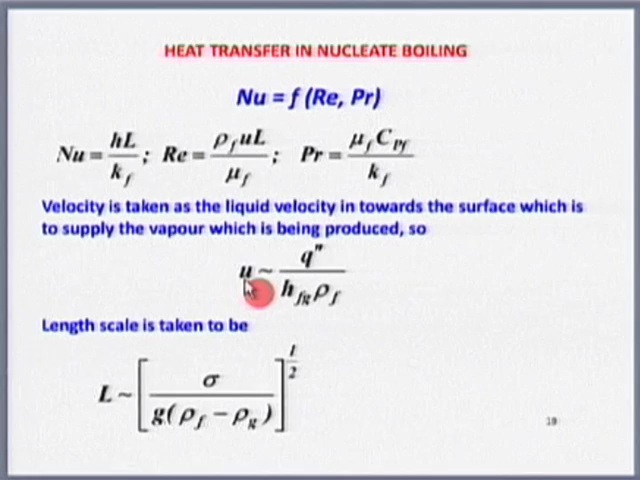 HEAT TRANSFER IN NUCLEATE BOILING
Nu = f (Re, Pr)
Nu = hL / k_f ; Re = ρ_f uL / μ_f ; Pr = μ_f C_Pf / k_f
Velocity is taken as the liquid velocity in towards the surface which is
to supply the vapour which is being produced, so
u ~ q" / h_fg ρ_f
Length scale is taken to be
L ~ [ σ / g(ρ_f − ρ_g) ]^1/2
19